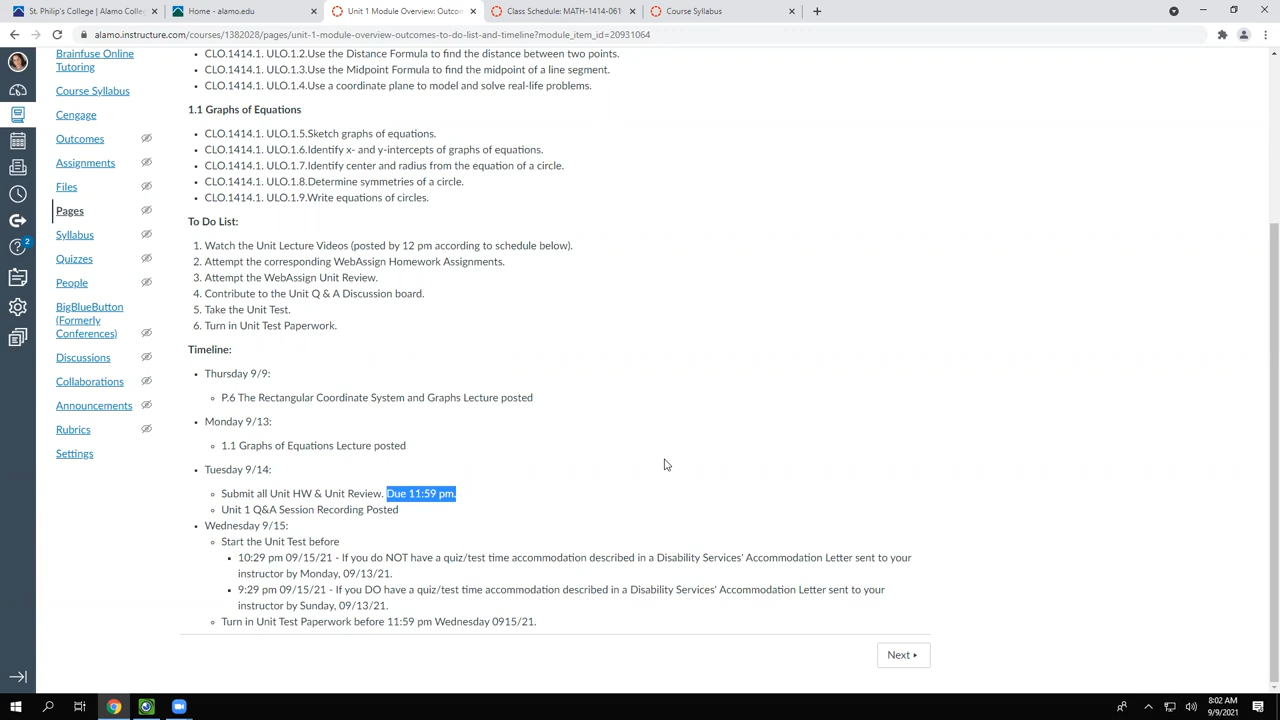 St. Philip's College | Alamo Colle
Home - alamo.edu
Unit 1 Module Overview: Outcom
Class Schedule: MATH-1414-061
Course Syllabus
alamo.instructure.com/courses/1382028/pages/unit-1-module-overview-outcomes-to-do-list-and-timeline?module_item_id=20931064
Brainfuse Online
Tutoring
Course Syllabus
Cengage
Outcomes
Assignments
Files
Pages
Syllabus
Quizzes
People
BigBlueButton
(Formerly
Conferences)
Discussions
Collaborations
Announcements
Rubrics
Settings
2
CLO.1414.1. ULO.1.2.Use the Distance Formula to find the distance between two points.
CLO.1414.1. ULO.1.3.Use the Midpoint Formula to find the midpoint of a line segment.
CLO.1414.1. ULO.1.4.Use a coordinate plane to model and solve real-life problems.
1.1 Graphs of Equations
CLO.1414.1. ULO.1.5.Sketch graphs of equations.
CLO.1414.1. ULO.1.6.Identify x- and y-intercepts of graphs of equations.
CLO.1414.1. ULO.1.7.Identify center and radius from the equation of a circle.
CLO.1414.1. ULO.1.8.Determine symmetries of a circle.
CLO.1414.1. ULO.1.9.Write equations of circles.
To Do List:
1. Watch the Unit Lecture Videos (posted by 12 pm according to schedule below).
2. Attempt the corresponding WebAssign Homework Assignments.
3. Attempt the WebAssign Unit Review.
4. Contribute to the Unit Q & A Discussion board.
5. Take the Unit Test.
6. Turn in Unit Test Paperwork.
Timeline:
Thursday 9/9:
P.6 The Rectangular Coordinate System and Graphs Lecture posted
Monday 9/13:
1.1 Graphs of Equations Lecture posted
Tuesday 9/14:
Submit all Unit HW & Unit Review. Due 11:59 pm.
Unit 1 Q&A Session Recording Posted
Wednesday 9/15:
Start the Unit Test before
10:29 pm 09/15/21 - If you do NOT have a quiz/test time accommodation described in a Disability Services' Accommodation Letter sent to your
instructor by Monday, 09/13/21.
9:29 pm 09/15/21 - If you DO have a quiz/test time accommodation described in a Disability Services' Accommodation Letter sent to your
instructor by Sunday, 09/13/21.
Turn in Unit Test Paperwork before 11:59 pm Wednesday 0915/21.
Next
8:02 AM
9/9/2021